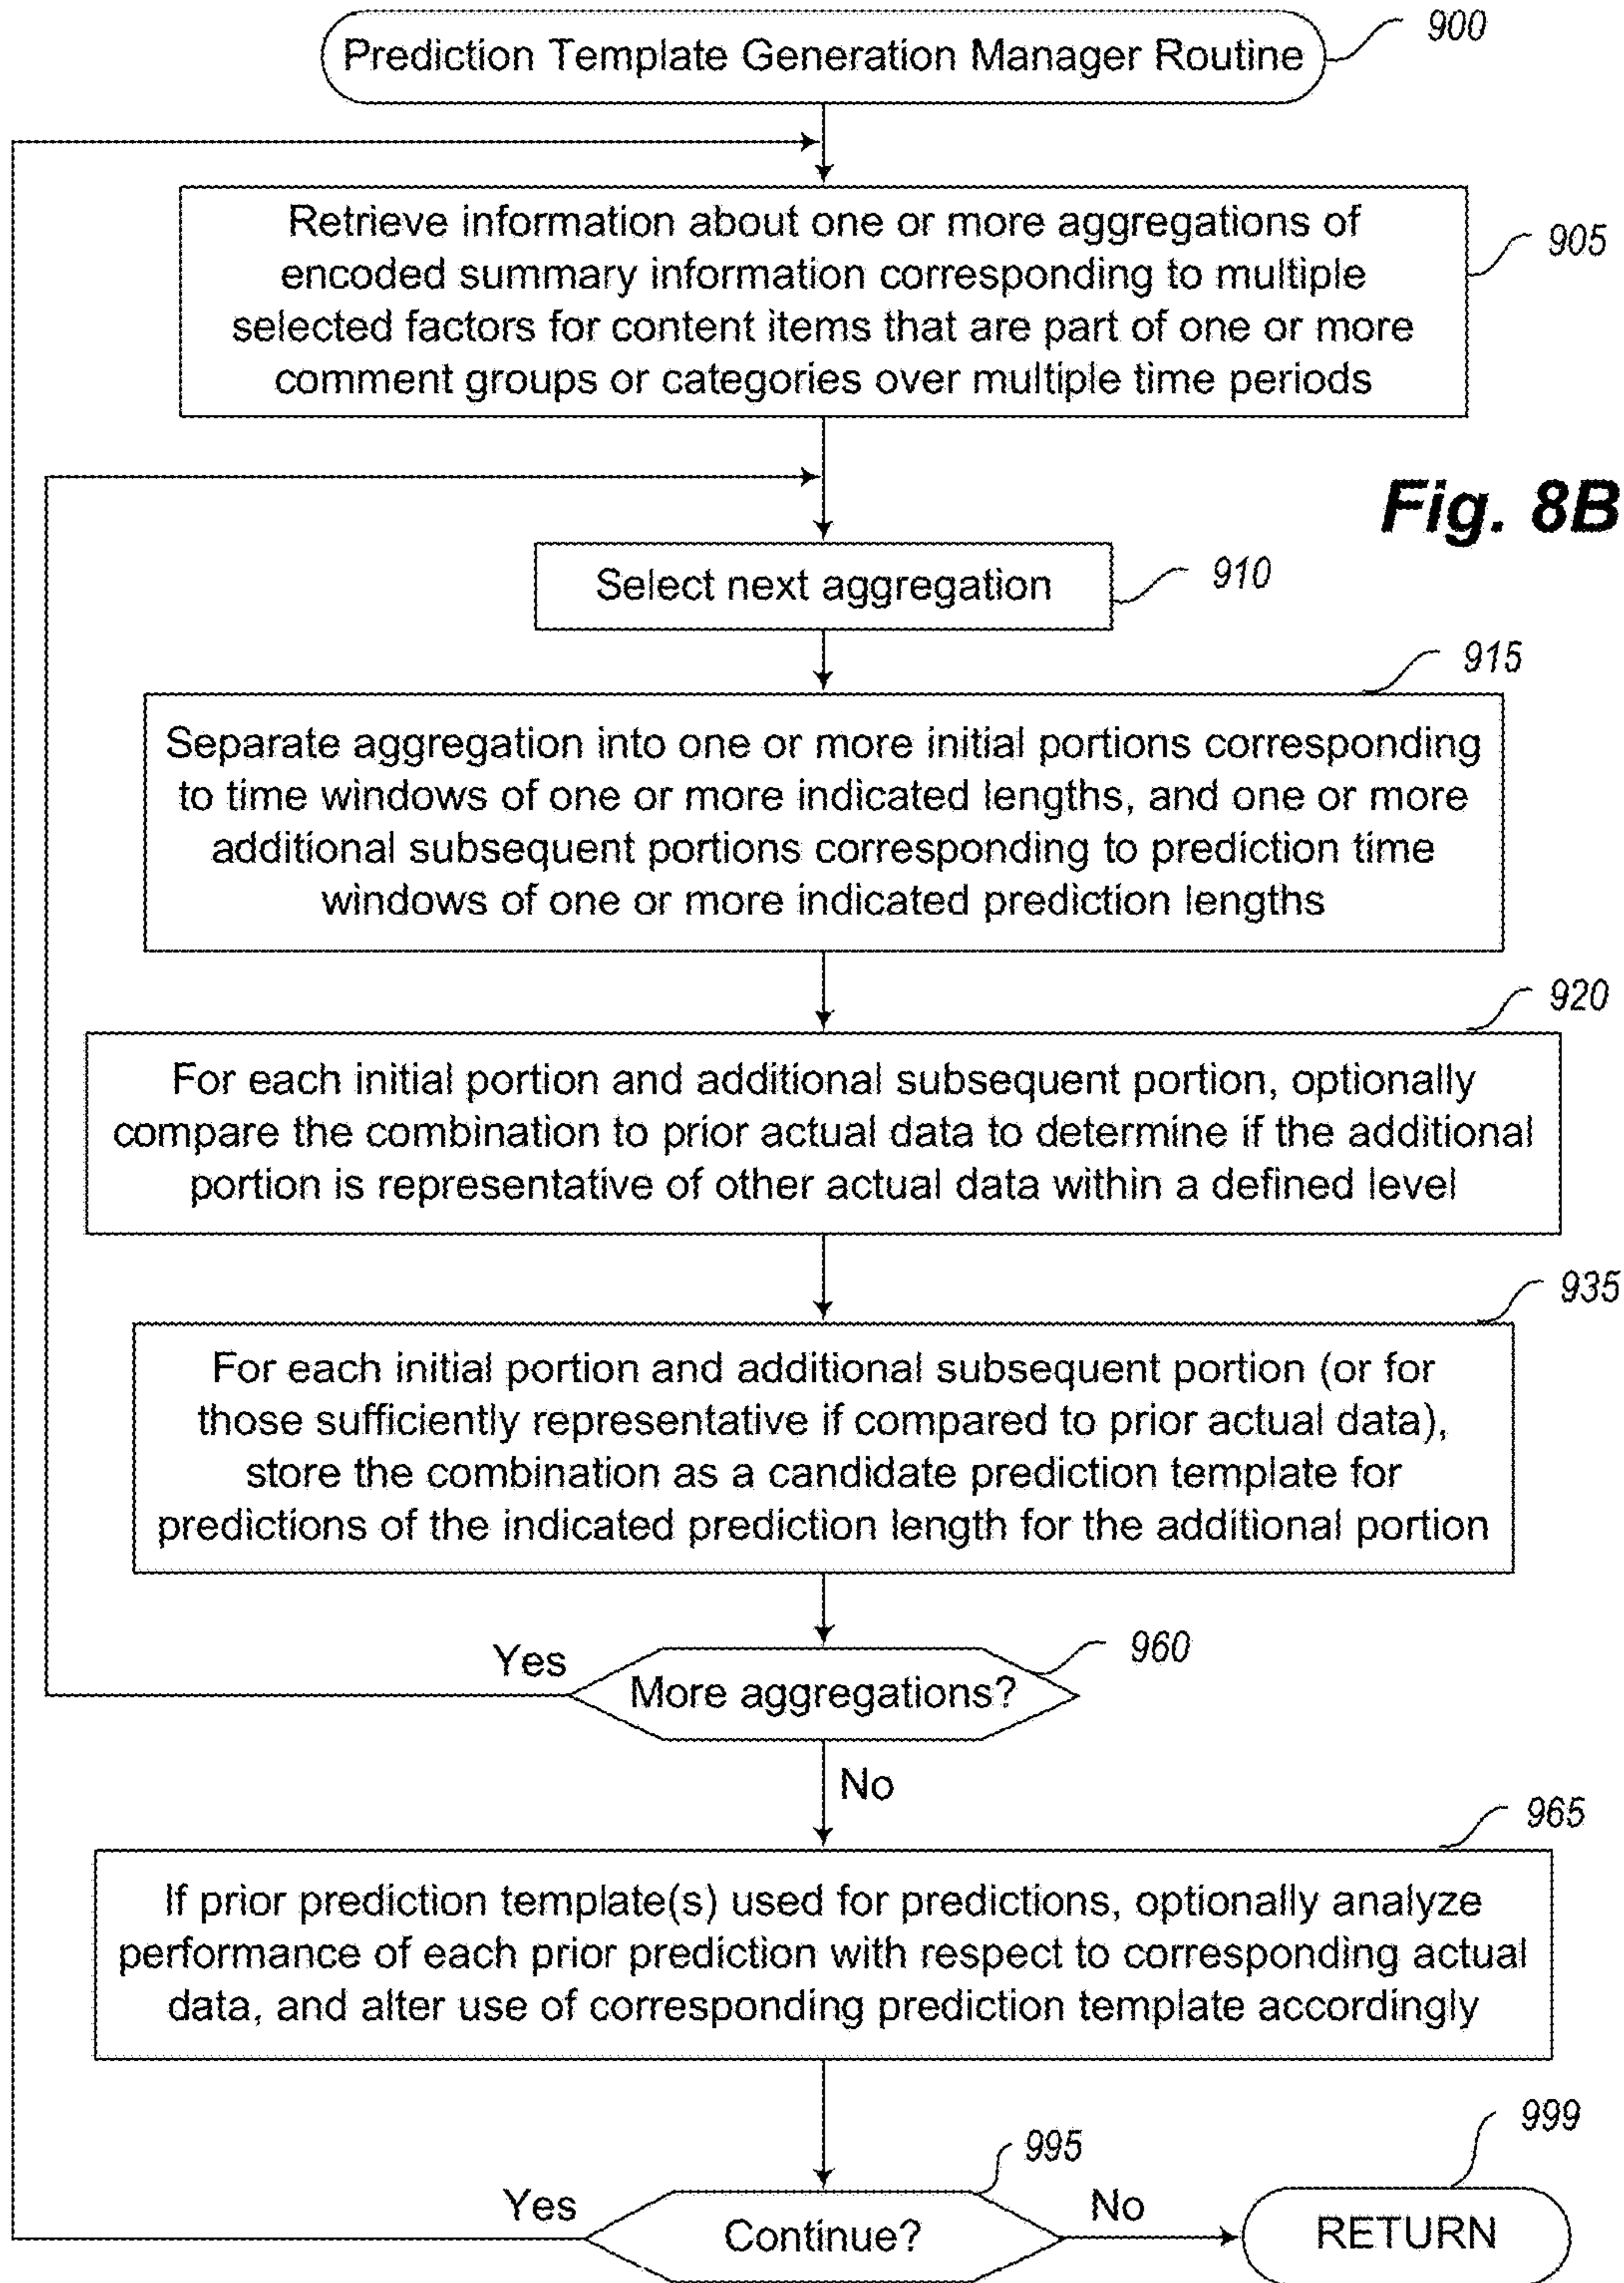 Prediction Template Generation Manager Routine
900
Retrieve information about one or more aggregations of
encoded summary information corresponding to multiple
selected factors for content items that are part of one or more
comment groups or categories over multiple time periods
905
Fig. 8B
Select next aggregation
910
915
Separate aggregation into one or more initial portions corresponding
to time windows of one or more indicated lengths, and one or more
additional subsequent portions corresponding to prediction time
windows of one or more indicated prediction lengths
920
For each initial portion and additional subsequent portion, optionally
compare the combination to prior actual data to determine if the additional
portion is representative of other actual data within a defined level
935
For each initial portion and additional subsequent portion (or for
those sufficiently representative if compared to prior actual data),
store the combination as a candidate prediction template for
predictions of the indicated prediction length for the additional portion
960
Yes
More aggregations?
No
965
If prior prediction template(s) used for predictions, optionally analyze
performance of each prior prediction with respect to corresponding actual
data, and alter use of corresponding prediction template accordingly
995
999
Yes
Continue?
No
RETURN